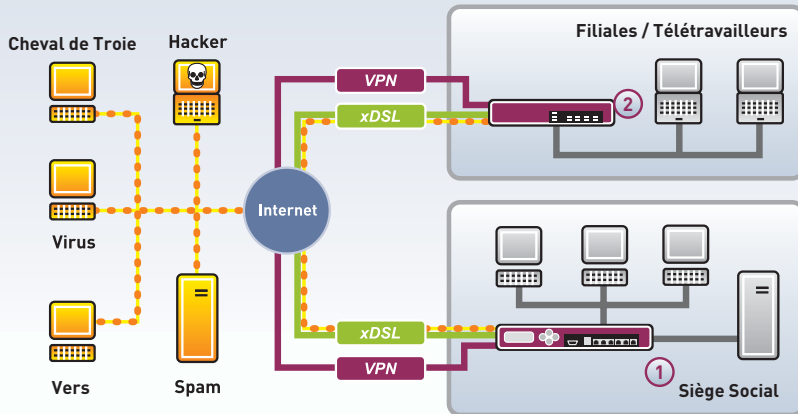 Cheval de Troie
Hacker
Filiales / Télétravailleurs
VPN
xDSL
2
Internet
Virus
xDSL
VPN
1
Vers
Spam
Siège Social